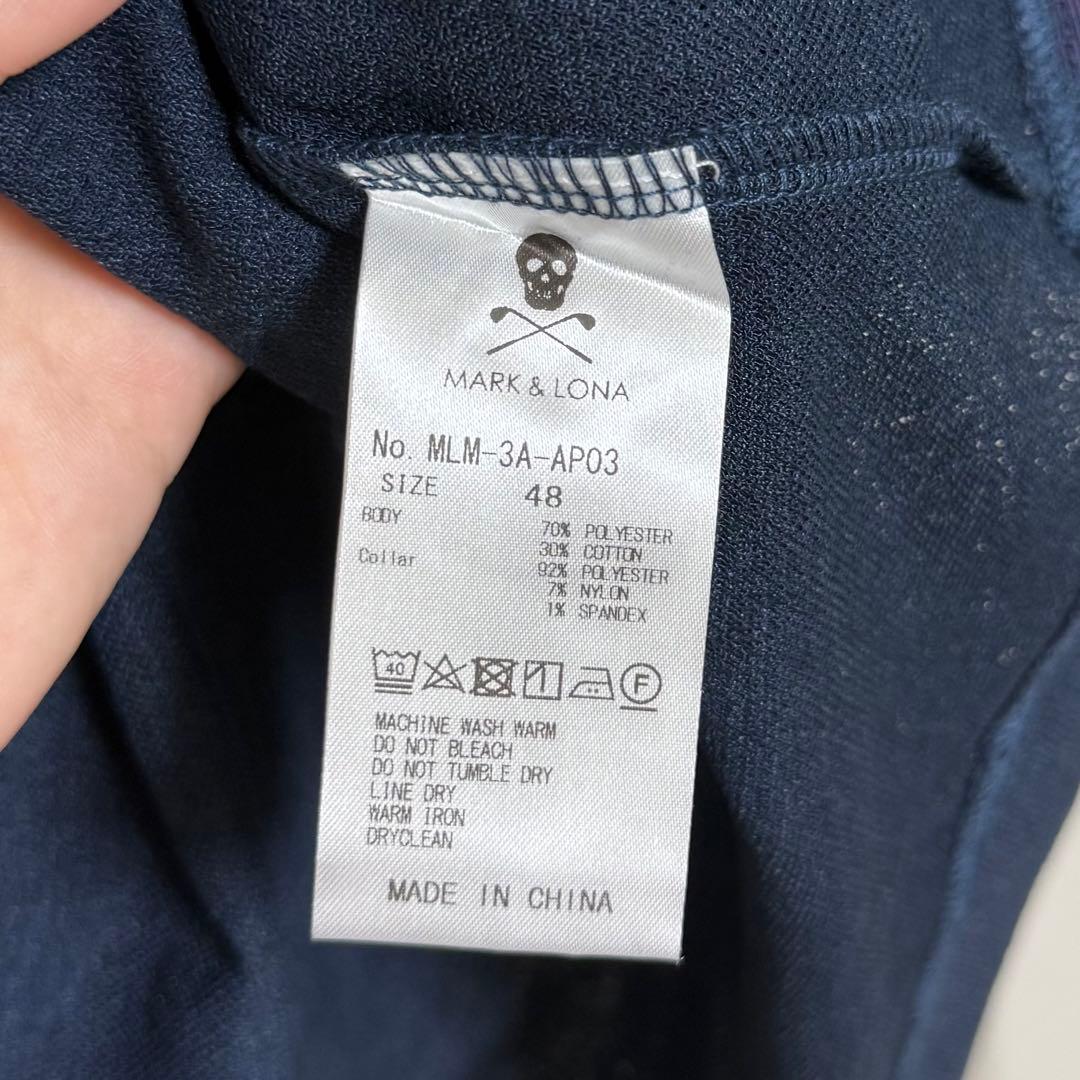 MARK & LONA
No. MLM-3A-AP03
SIZE 48
BODY 70% POLYESTER
30% COTTON
Collar 92% POLYESTER
7% NYLON
1% SPANDEX
40 F
MACHINE WASH WARM
DO NOT BLEACH
DO NOT TUMBLE DRY
LINE DRY
WARM IRON
DRYCLEAN
MADE IN CHINA